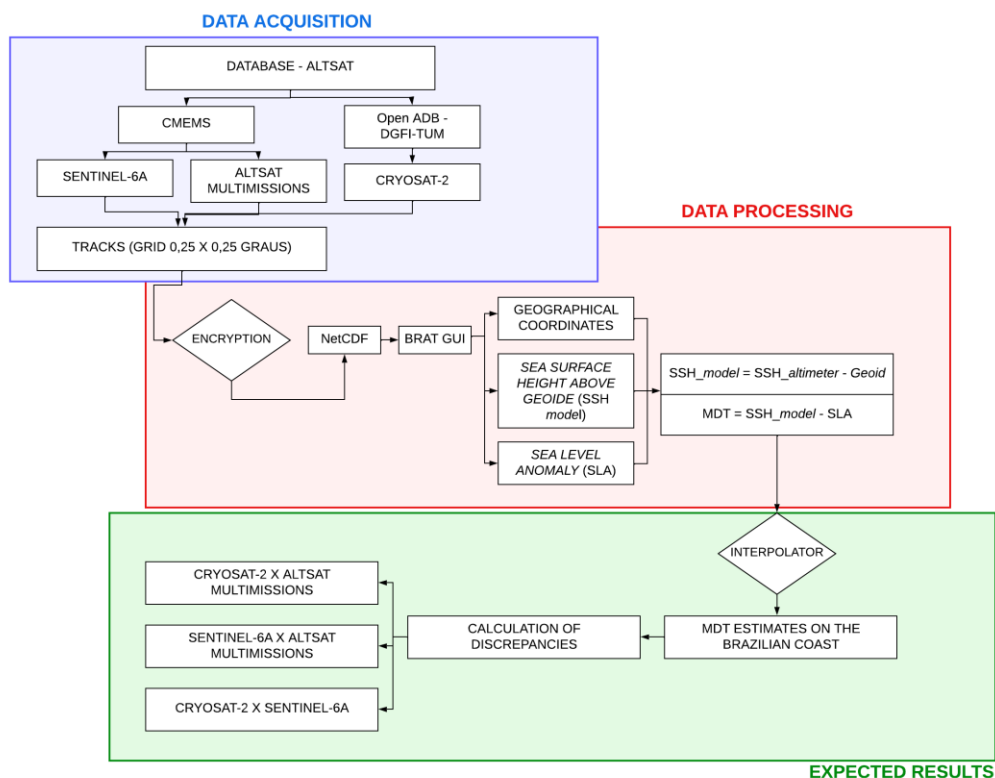 DATA ACQUISITION
DATABASE - ALTSAT
CMEMS
Open ADB -
DGFI-TUM
SENTINEL-6A
ALTSAT
MULTIMISSIONS
CRYOSAT-2
TRACKS (GRID 0,25 X 0,25 GRAUS)
DATA PROCESSING
ENCRYPTION
NetCDF
BRAT GUI
GEOGRAPHICAL
COORDINATES
SEA SURFACE
HEIGHT ABOVE
GEOIDE (SSH
model)
SEA LEVEL
ANOMALY (SLA)
SSH_model = SSH_altimeter - Geoid
MDT = SSH_model - SLA
INTERPOLATOR
MDT ESTIMATES ON THE
BRAZILIAN COAST
CALCULATION OF
DISCREPANCIES
CRYOSAT-2 X ALTSAT
MULTIMISSIONS
SENTINEL-6A X ALTSAT
MULTIMISSIONS
CRYOSAT-2 X SENTINEL-6A
EXPECTED RESULTS